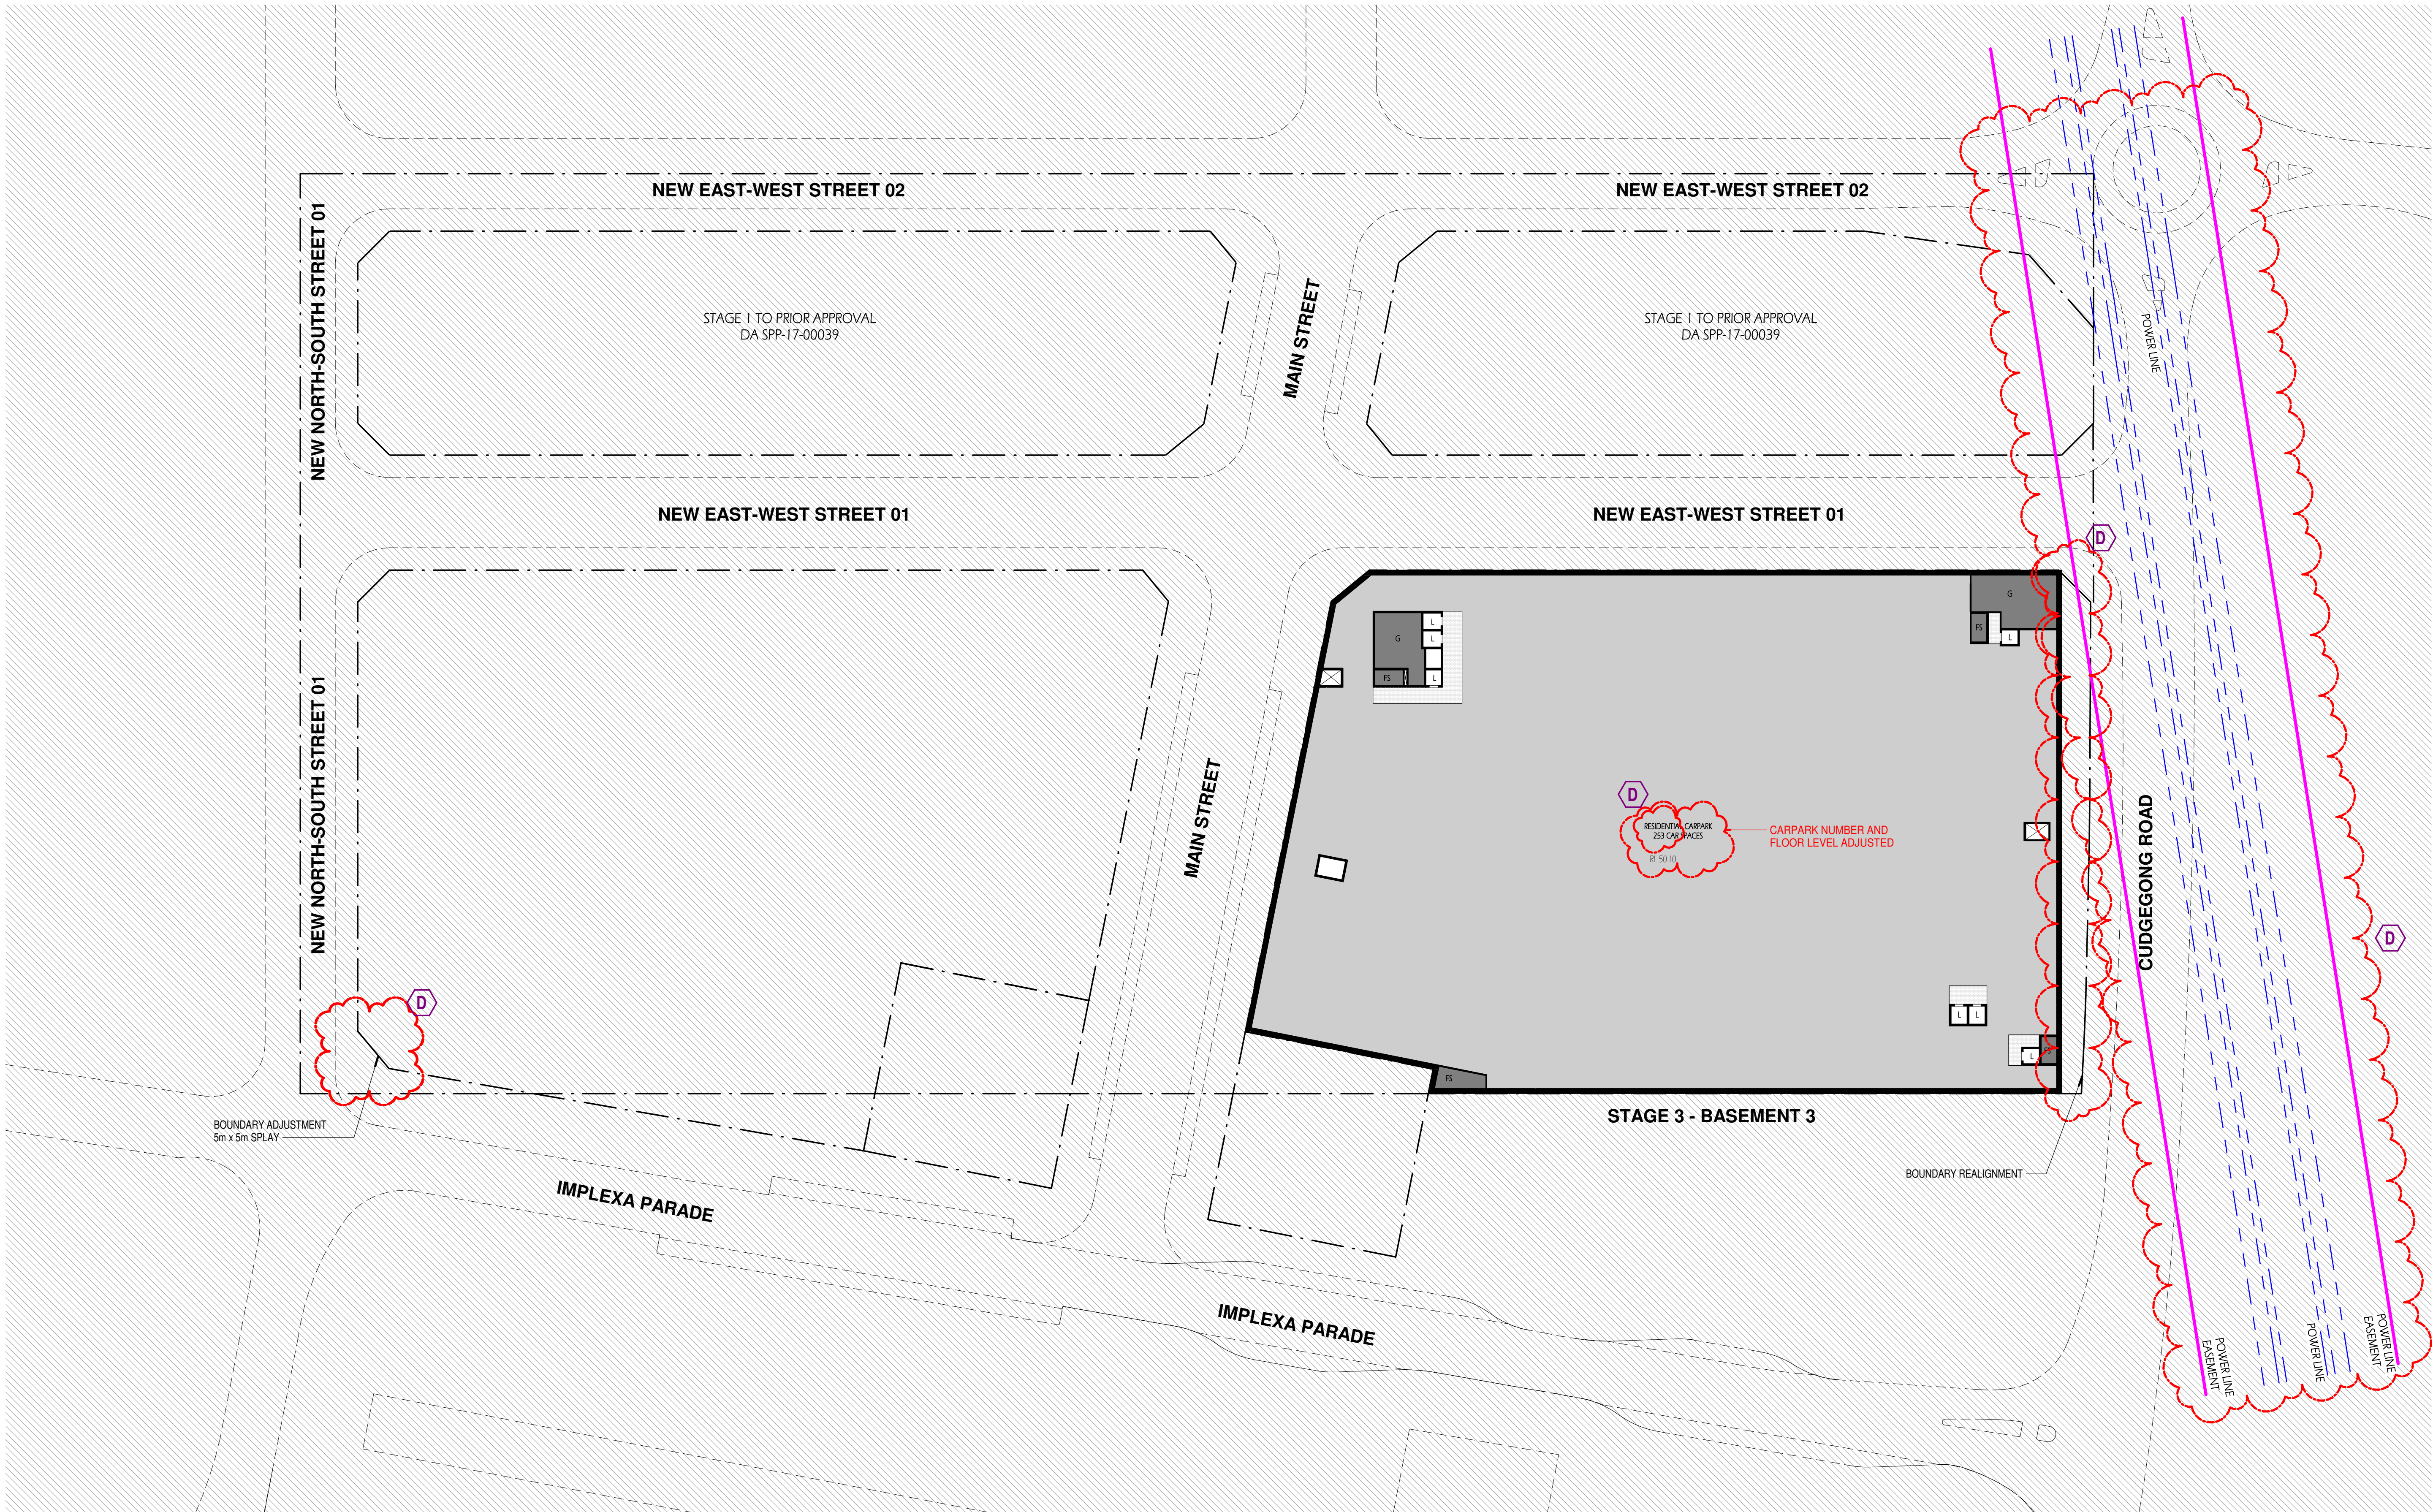 NEW EAST-WEST STREET 02
NEW EAST-WEST STREET 02
NEW NORTH-SOUTH STREET 01
STAGE 1 TO PRIOR APPROVAL
DA SPP-17-00039
MAIN STREET
STAGE 1 TO PRIOR APPROVAL
DA SPP-17-00039
POWER LINE
NEW EAST-WEST STREET 01
NEW EAST-WEST STREET 01
D
G
L
L
FS
L
G
FS
L
NEW NORTH-SOUTH STREET 01
MAIN STREET
D
RESIDENTIAL CARPARK
253 CAR SPACES
RL 50.10
CARPARK NUMBER AND
FLOOR LEVEL ADJUSTED
CUDGEGONG ROAD
D
D
L
L
L
FS
FS
BOUNDARY ADJUSTMENT
5m x 5m SPLAY
STAGE 3 - BASEMENT 3
BOUNDARY REALIGNMENT
IMPLEXA PARADE
IMPLEXA PARADE
POWER LINE
EASEMENT
POWER LINE
POWER LINE
EASEMENT